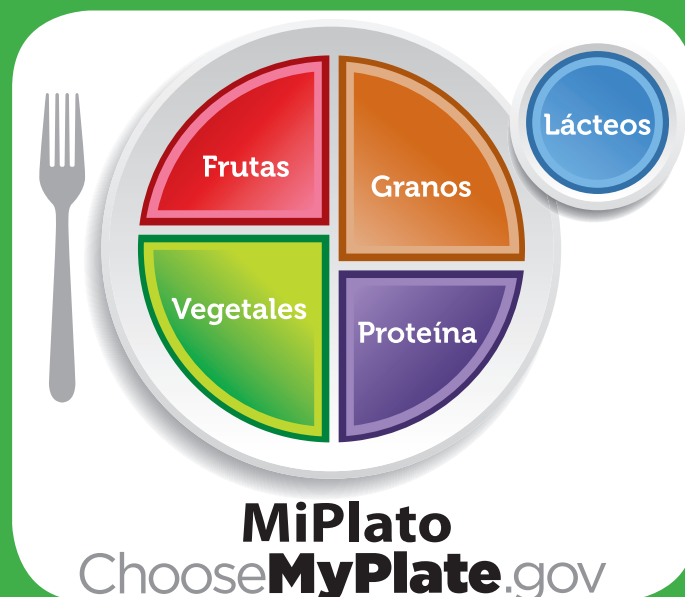 Frutas
Granos
Lácteos
Vegetales
Proteína
MiPlato
ChooseMyPlate.gov